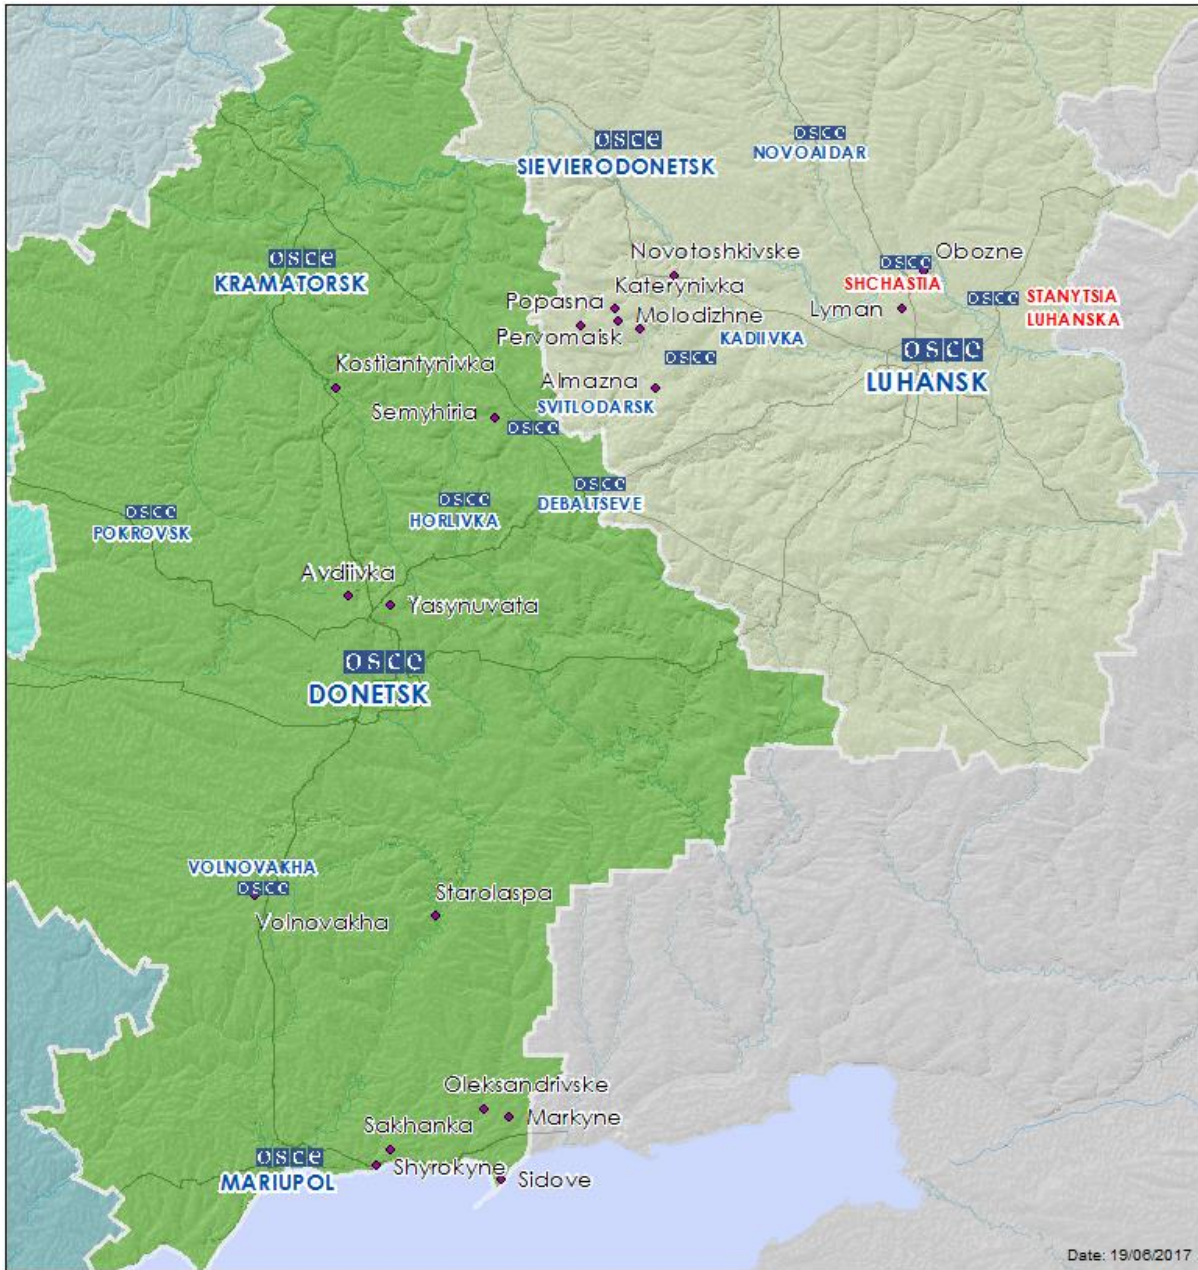 osce
SIEVIERODONETSK
osce
NOVOAIDAR
osce
KRAMATORSK
Novotoshkivske
osce
Obozne
SHCHASTIA
Katerynivka
Popasna
Molodizhne
Pervomaisk
Lyman
osce
STANYTSIA
LUHANSKA
KADIIVKA
osce
osce
LUHANSK
Kostiantynivka
Almazna
SVITLODARSK
Semyhiria
osce
osce
DEBALTSEVE
osce
HORLIVKA
osce
POKROVSK
Avdiivka
Yasynuvata
osce
DONETSK
VOLNOVAKHA
osce
Volnovakha
Starolaspa
Oleksandrivske
Markyne
Sakhanka
Shyrokyne
osce
MARIUPOL
Sidove
Date: 19/06/2017